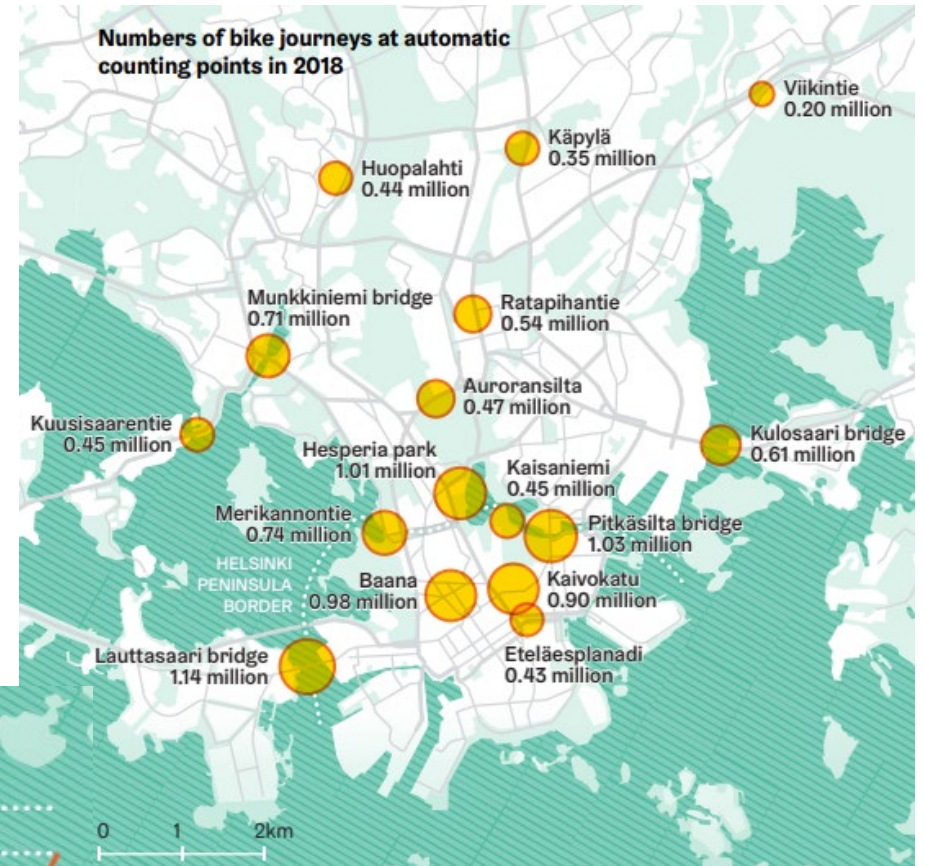 Numbers of bike journeys at automatic
counting points in 2018
Viikintie
0.20 million
Käpylä
0.35 million
Huopalahti
0.44 million
Munkkiniemi bridge
0.71 million
Ratapihantie
0.54 million
Auroransilta
0.47 million
Kuusisaarentie
0.45 million
Kulosaari bridge
0.61 million
Hesperia park
1.01 million
Kaisaniemi
0.45 million
Merikannontie
0.74 million
Pitkäsilta bridge
1.03 million
HELSINKI
PENINSULA
BORDER
Baana
0.98 million
Kaivokatu
0.90 million
Eteläesplanadi
0.43 million
Lauttasaari bridge
1.14 million
0 1 2km